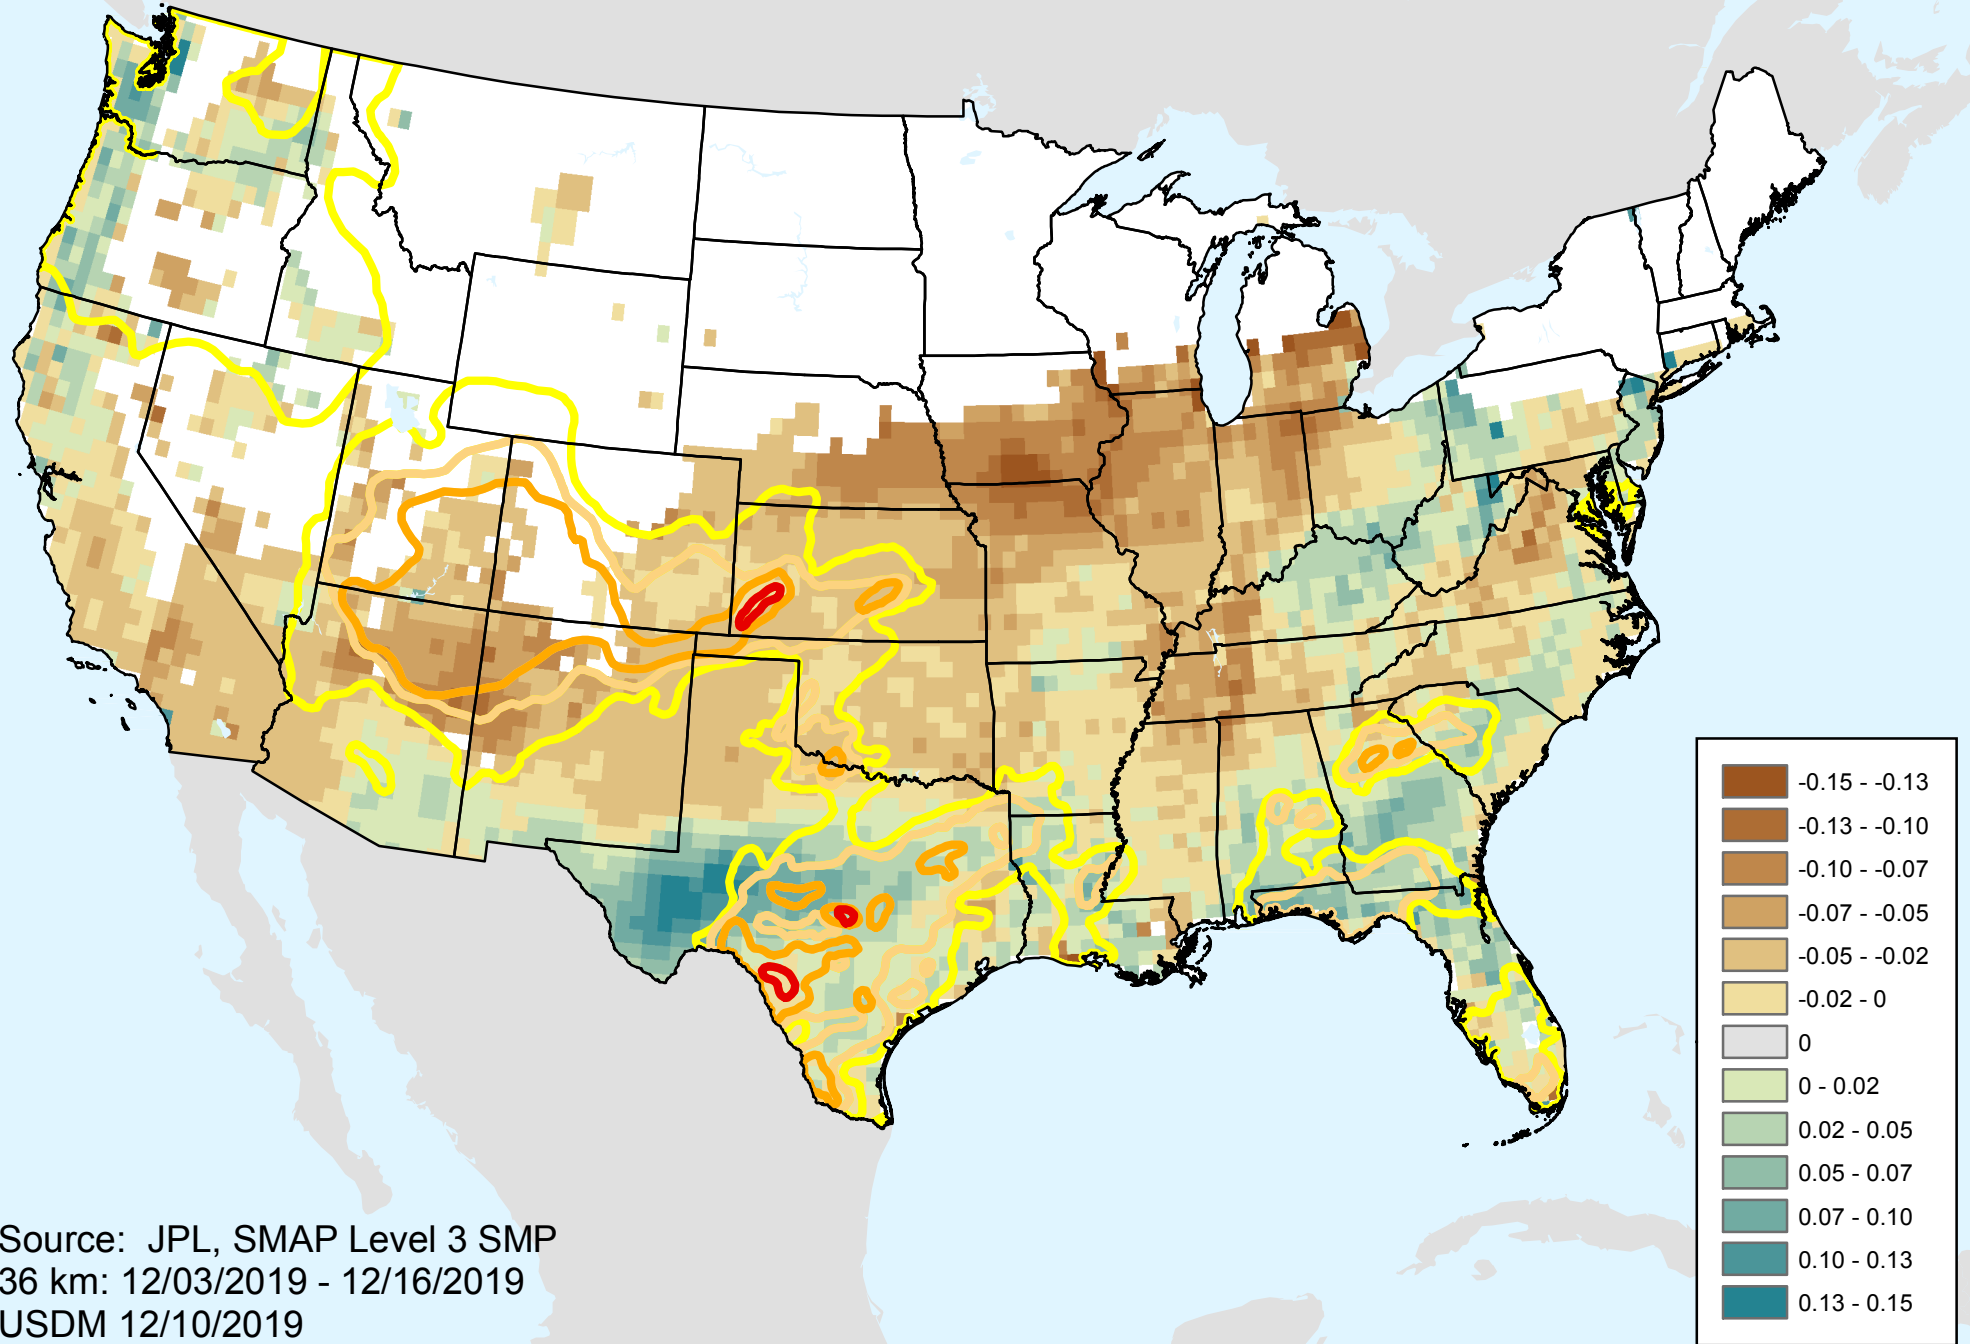 -0.15 - -0.13
-0.13 - -0.10
-0.10 - -0.07
-0.07 - -0.05
-0.05 - -0.02
-0.02 - 0
0
0 - 0.02
0.02 - 0.05
0.05 - 0.07
0.07 - 0.10
0.10 - 0.13
0.13 - 0.15
Source: JPL, SMAP Level 3 SMP
36 km: 12/03/2019 - 12/16/2019
USDM 12/10/2019